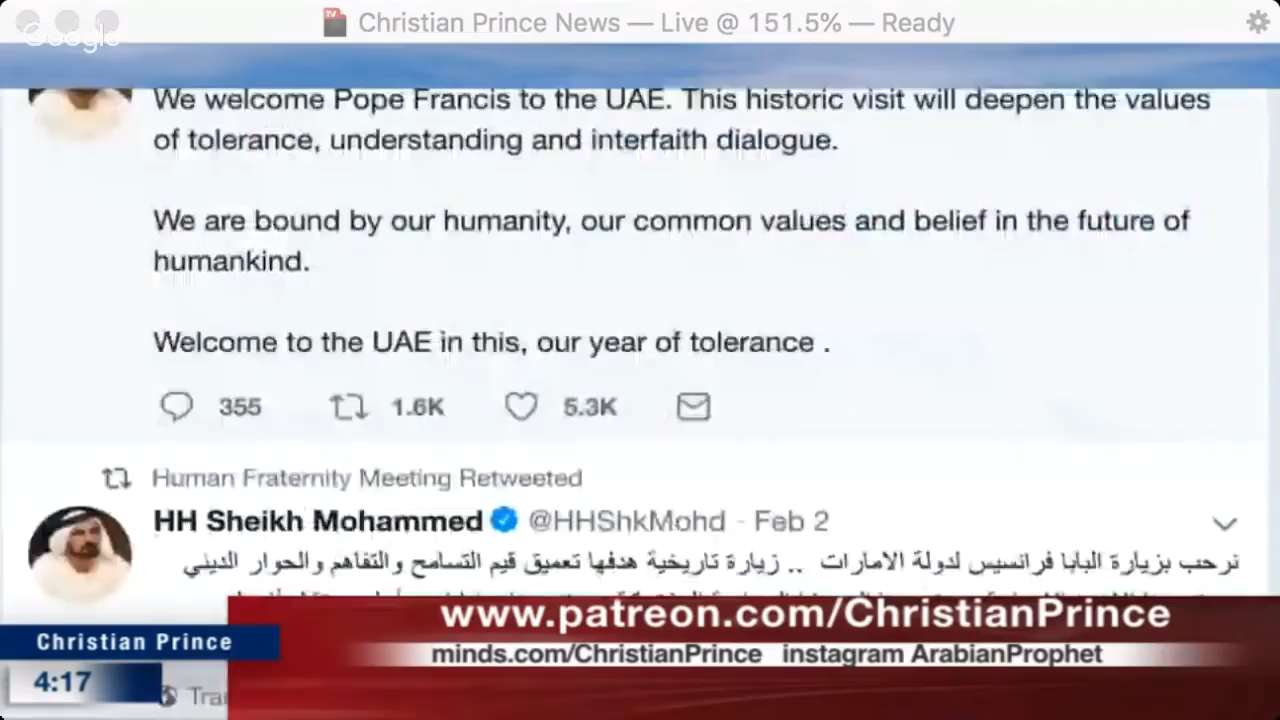 Christian Prince News — Live @ 151.5% — Ready
Google
We welcome Pope Francis to the UAE. This historic visit will deepen the values
of tolerance, understanding and interfaith dialogue.
We are bound by our humanity, our common values and belief in the future of
humankind.
Welcome to the UAE in this, our year of tolerance .
355 1.6K 5.3K
Human Fraternity Meeting Retweeted
HH Sheikh Mohammed @HHShkMohd - Feb 2
نرحب بزيارة البابا فرانسيس لدولة الامارات .. زيارة تاريخية هدفها تعميق قيم التسامح والتفاهم والحوار الديني
www.patreon.com/ChristianPrince
Christian Prince
minds.com/ChristianPrince instagram ArabianProphet
4:17
Tra